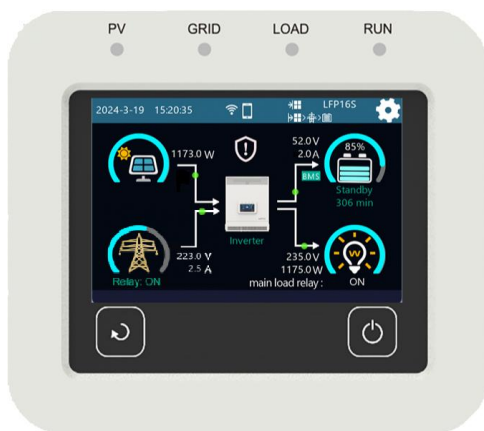 PV GRID LOAD RUN
2024-3-19 15:20:35 LFP16S
1173.0 W
52.0V
2.0A
BMS
85%
Standby
306 min
Inverter
223.0 V
2.5 A
Relay: ON
235.0V
1175.0W
main load relay : ON
W